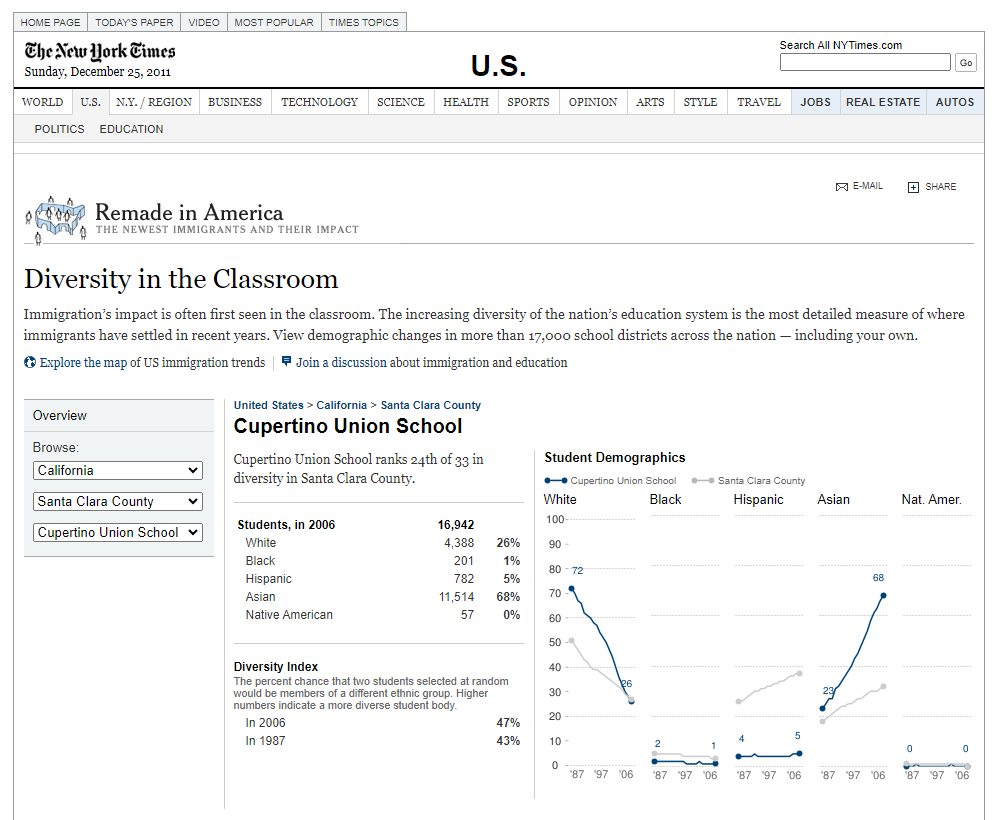 HOME PAGE TODAY'S PAPER VIDEO MOST POPULAR TIMES TOPICS
The New York Times
Sunday, December 25, 2011
U.S.
Search All NYTimes.com
Go
WORLD U.S. N.Y. / REGION BUSINESS TECHNOLOGY SCIENCE HEALTH SPORTS OPINION ARTS STYLE TRAVEL JOBS REAL ESTATE AUTOS
POLITICS EDUCATION
E-MAIL SHARE
Remade in America
THE NEWEST IMMIGRANTS AND THEIR IMPACT
Diversity in the Classroom
Immigration's impact is often first seen in the classroom. The increasing diversity of the nation's education system is the most detailed measure of where
immigrants have settled in recent years. View demographic changes in more than 17,000 school districts across the nation — including your own.
Explore the map of US immigration trends Join a discussion about immigration and education
Overview
Browse:
California
Santa Clara County
Cupertino Union School
United States > California > Santa Clara County
Cupertino Union School
Cupertino Union School ranks 24th of 33 in
diversity in Santa Clara County.
Students, in 2006 16,942
White 4,388 26%
Black 201 1%
Hispanic 782 5%
Asian 11,514 68%
Native American 57 0%
Diversity Index
The percent chance that two students selected at random
would be members of a different ethnic group. Higher
numbers indicate a more diverse student body.
In 2006 47%
In 1987 43%
Student Demographics
Cupertino Union School Santa Clara County
White Black Hispanic Asian Nat. Amer.
100
90
80
70
60
50
40
30
20
10
0
72
26
2 1
4 5
23
68
0 0
'87 '97 '06 '87 '97 '06 '87 '97 '06 '87 '97 '06 '87 '97 '06